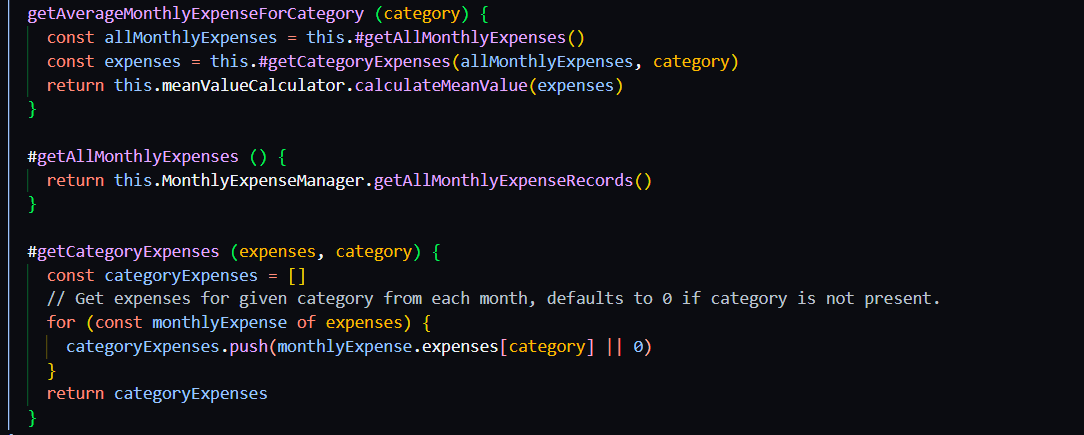 getAverageMonthlyExpenseForCategory (category) {
const allMonthlyExpenses = this.#getAllMonthlyExpenses()
const expenses = this.#getCategoryExpenses(allMonthlyExpenses, category)
return this.meanValueCalculator.calculateMeanValue(expenses)
}
#getAllMonthlyExpenses () {
return this.MonthlyExpenseManager.getAllMonthlyExpenseRecords()
}
#getCategoryExpenses (expenses, category) {
const categoryExpenses = []
// Get expenses for given category from each month, defaults to 0 if category is not present.
for (const monthlyExpense of expenses) {
categoryExpenses.push(monthlyExpense.expenses[category] || 0)
}
return categoryExpenses
}